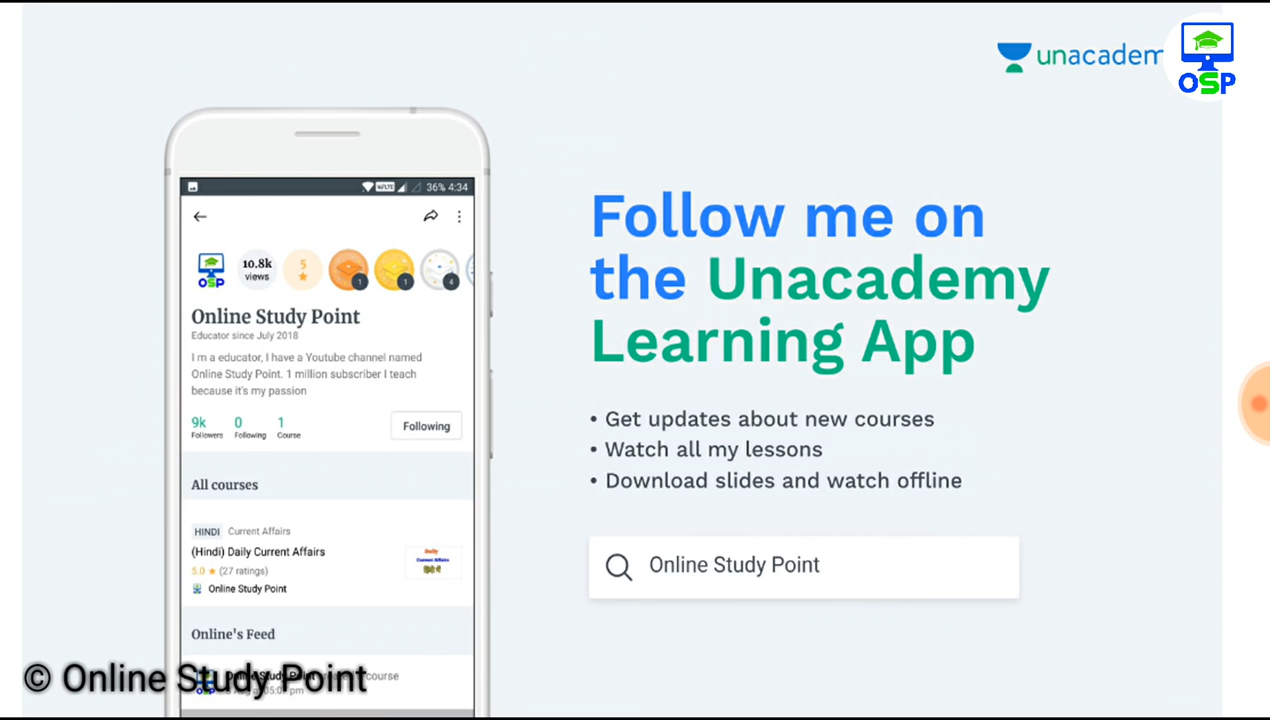 unacadem
OSP
36% 4:34
OSP
10.8k
views
5
1
1
4
Online Study Point
Educator since July 2018
I m a educator, I have a Youtube channel named
Online Study Point. 1 million subscriber I teach
because it's my passion
9k
0
1
Followers
Following
Course
Following
All courses
HINDI Current Affairs
(Hindi) Daily Current Affairs
5.0 ★ (27 ratings)
Online Study Point
Daily
Current Affairs
Online's Feed
Follow me on
the Unacademy
Learning App
• Get updates about new courses
• Watch all my lessons
• Download slides and watch offline
Online Study Point
© Online Study Point